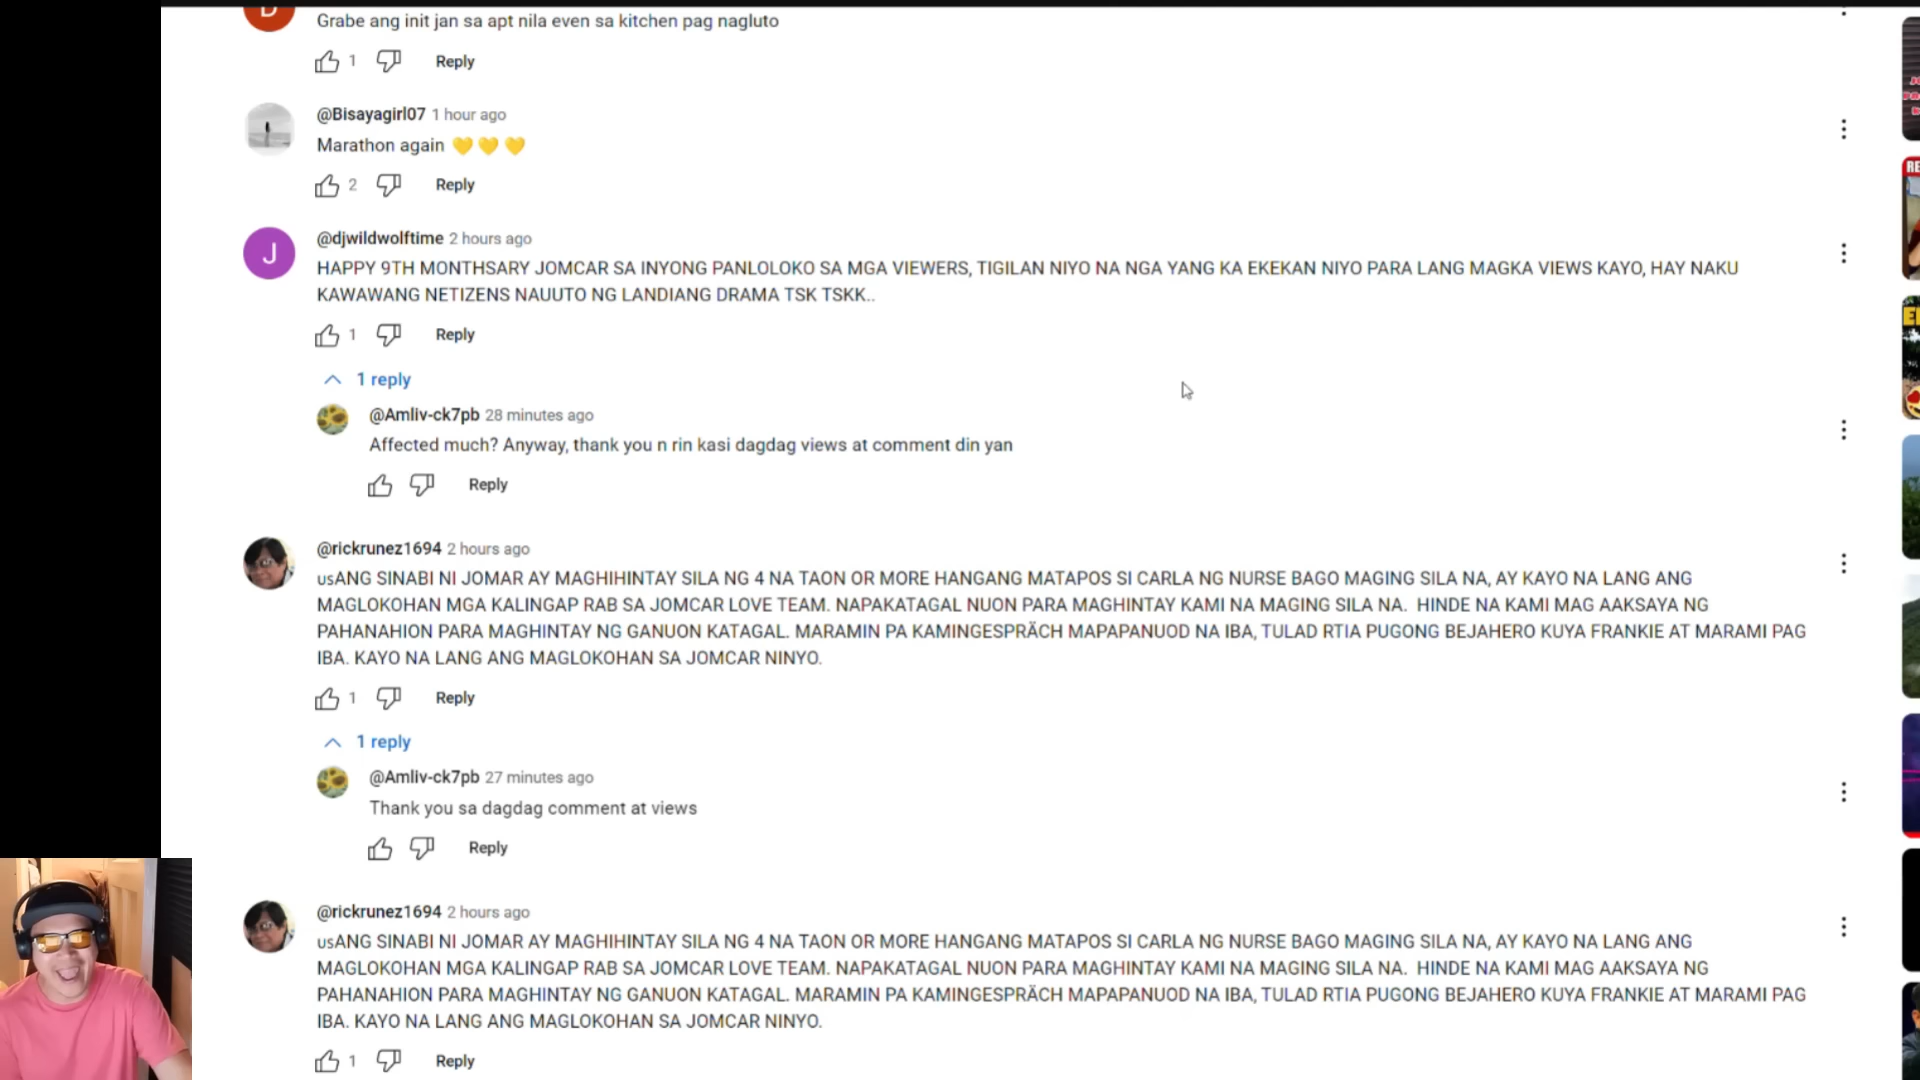 Grabe ang init jan sa apt nila even sa kitchen pag nagluto
1 Reply
@Bisayagirl07 1 hour ago
Marathon again 💛💛💛
2 Reply
J
@djwildwolftime 2 hours ago
HAPPY 9TH MONTHSARY JOMCAR SA INYONG PANLOLOKO SA MGA VIEWERS, TIGILAN NIYO NA NGA YANG KA EKEKAN NIYO PARA LANG MAGKA VIEWS KAYO, HAY NAKU
KAWAWANG NETIZENS NAUUTO NG LANDIANG DRAMA TSK TSKK..
1 Reply
1 reply
@Amliv-ck7pb 28 minutes ago
Affected much? Anyway, thank you n rin kasi dagdag views at comment din yan
Reply
@rickrunez1694 2 hours ago
usANG SINABI NI JOMAR AY MAGHIHINTAY SILA NG 4 NA TAON OR MORE HANGANG MATAPOS SI CARLA NG NURSE BAGO MAGING SILA NA, AY KAYO NA LANG ANG
MAGLOKOHAN MGA KALINGAP RAB SA JOMCAR LOVE TEAM. NAPAKATAGAL NUON PARA MAGHINTAY KAMI NA MAGING SILA NA. HINDE NA KAMI MAG AAKSAYA NG
PAHANAHION PARA MAGHINTAY NG GANUON KATAGAL. MARAMIN PA KAMINGESPRÄCH MAPAPANUOD NA IBA, TULAD RTIA PUGONG BEJAHERO KUYA FRANKIE AT MARAMI PAG
IBA. KAYO NA LANG ANG MAGLOKOHAN SA JOMCAR NINYO.
1 Reply
1 reply
@Amliv-ck7pb 27 minutes ago
Thank you sa dagdag comment at views
Reply
@rickrunez1694 2 hours ago
usANG SINABI NI JOMAR AY MAGHIHINTAY SILA NG 4 NA TAON OR MORE HANGANG MATAPOS SI CARLA NG NURSE BAGO MAGING SILA NA, AY KAYO NA LANG ANG
MAGLOKOHAN MGA KALINGAP RAB SA JOMCAR LOVE TEAM. NAPAKATAGAL NUON PARA MAGHINTAY KAMI NA MAGING SILA NA. HINDE NA KAMI MAG AAKSAYA NG
PAHANAHION PARA MAGHINTAY NG GANUON KATAGAL. MARAMIN PA KAMINGESPRÄCH MAPAPANUOD NA IBA, TULAD RTIA PUGONG BEJAHERO KUYA FRANKIE AT MARAMI PAG
IBA. KAYO NA LANG ANG MAGLOKOHAN SA JOMCAR NINYO.
1 Reply